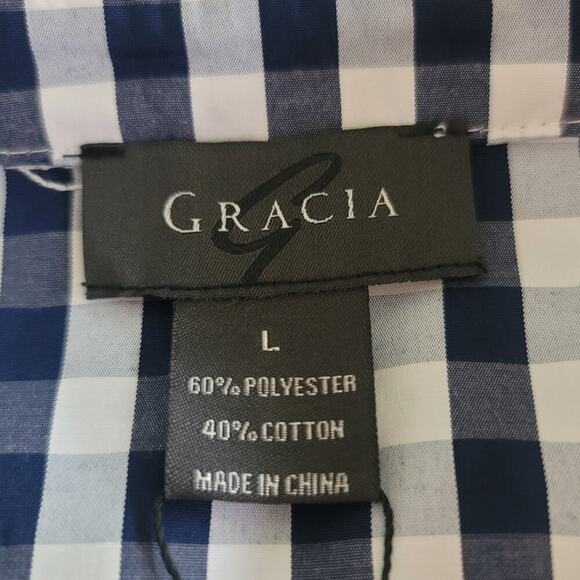 GRACIA
L
60% POLYESTER
40% COTTON
MADE IN CHINA